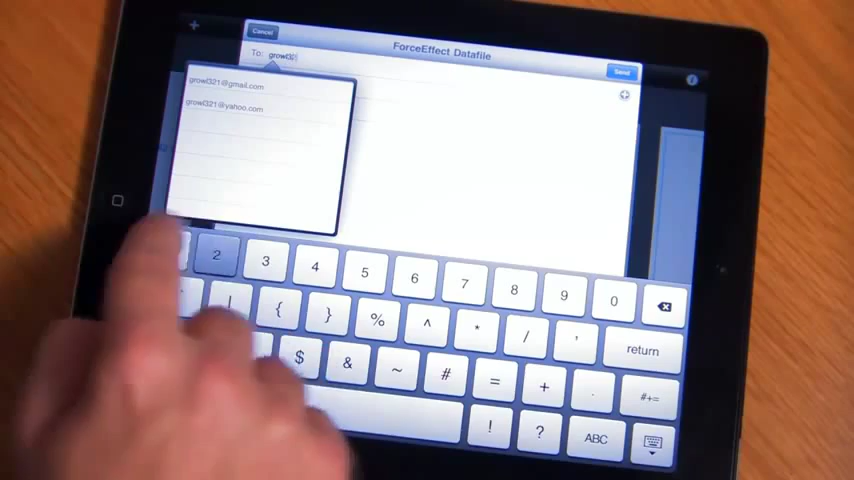 Cancel
ForceEffect Datafile
Send
To: growl32
growl321@gmail.com
growl321@yahoo.com
2 3 4 5 6 7 8 9 0
{ } % ^ * / '
return
$ & ~ # = + .
#+=
! ? ABC